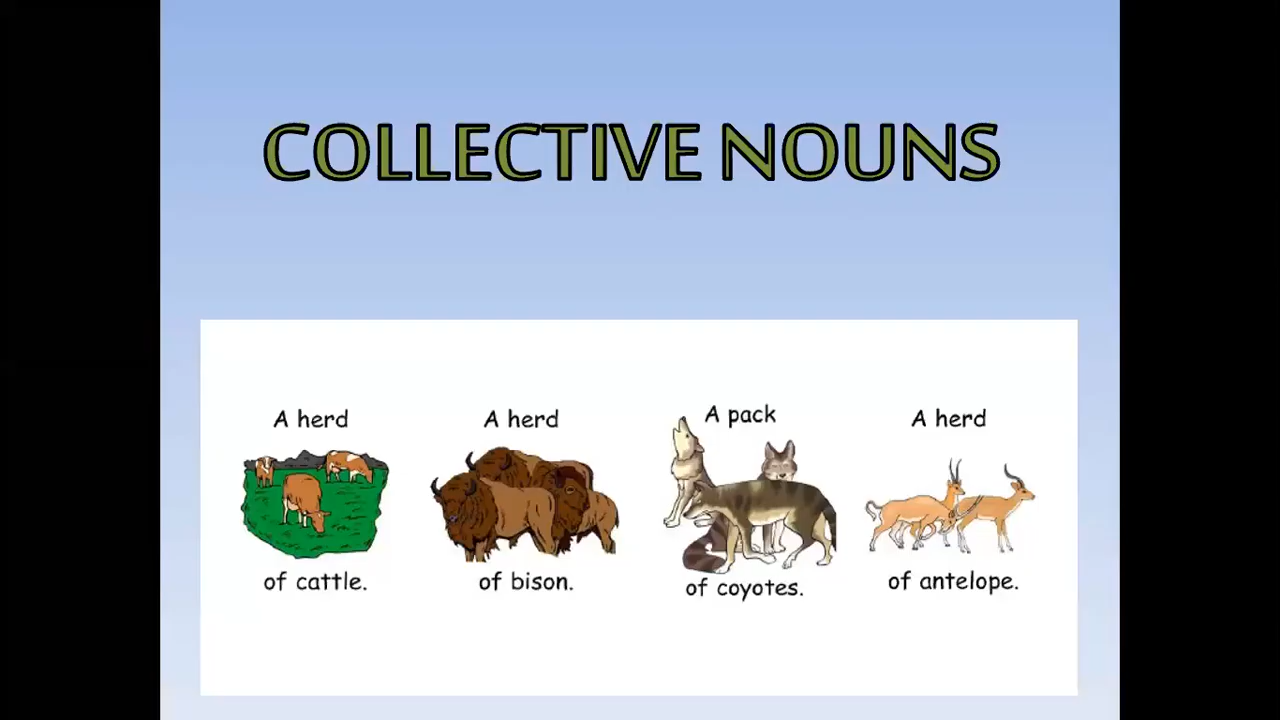 COLLECTIVE NOUNS
A herd
of cattle.
A herd
of bison.
A pack
of coyotes.
A herd
of antelope.